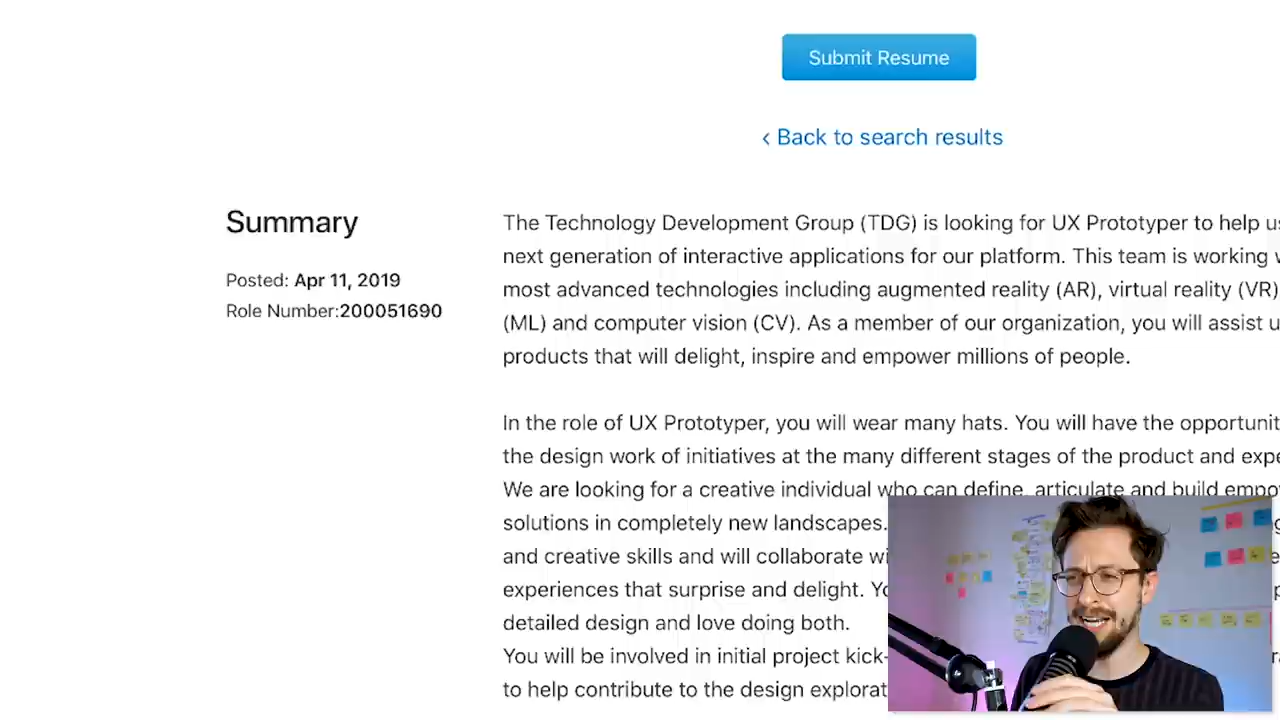 Submit Resume
‹ Back to search results
Summary
Posted: Apr 11, 2019
Role Number:200051690
The Technology Development Group (TDG) is looking for UX Prototyper to help
next generation of interactive applications for our platform. This team is working
most advanced technologies including augmented reality (AR), virtual reality (VR)
(ML) and computer vision (CV). As a member of our organization, you will assist
products that will delight, inspire and empower millions of people.
In the role of UX Prototyper, you will wear many hats. You will have the
the design work of initiatives at the many different stages of the product and
We are looking for a creative individual who can define, articulate and build
solutions in completely new landscapes.
and creative skills and will collaborate
experiences that surprise and delight.
detailed design and love doing both.
You will be involved in initial project
to help contribute to the design